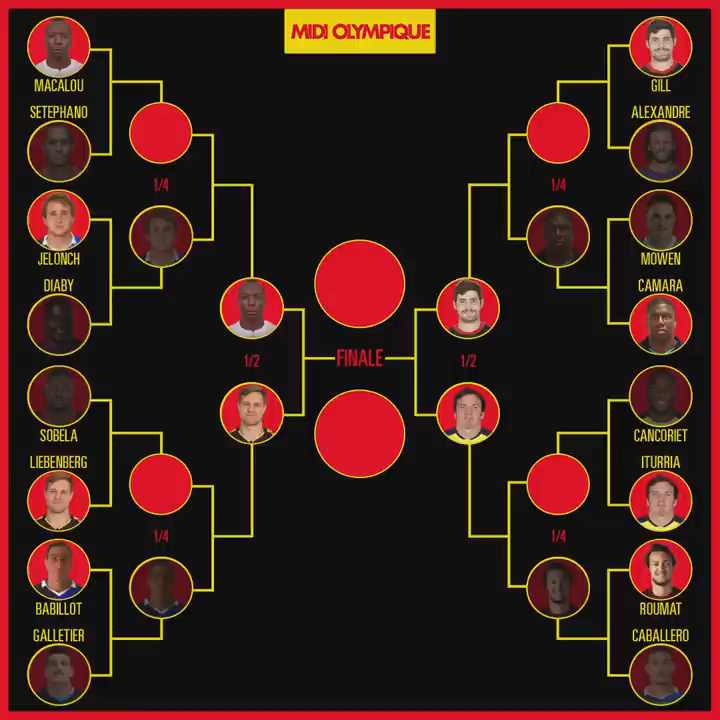 MIDI OLYMPIQUE
MACALOU
SETEPHANO
1/4
JELONCH
DIABY
1/2
SOBELA
LIEBENBERG
1/4
BABILLOT
GALLETIER
FINALE
GILL
ALEXANDRE
1/4
MOWEN
CAMARA
1/2
CANCORIET
ITURRIA
1/4
ROUMAT
CABALLERO